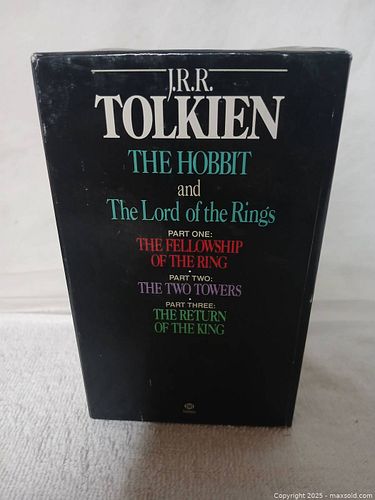 J.R.R.
TOLKIEN
THE HOBBIT
and
The Lord of the Rings
PART ONE:
THE FELLOWSHIP
OF THE RING
•
PART TWO:
THE TWO TOWERS
•
PART THREE:
THE RETURN
OF THE KING
Copyright 2025 - maxsold.com